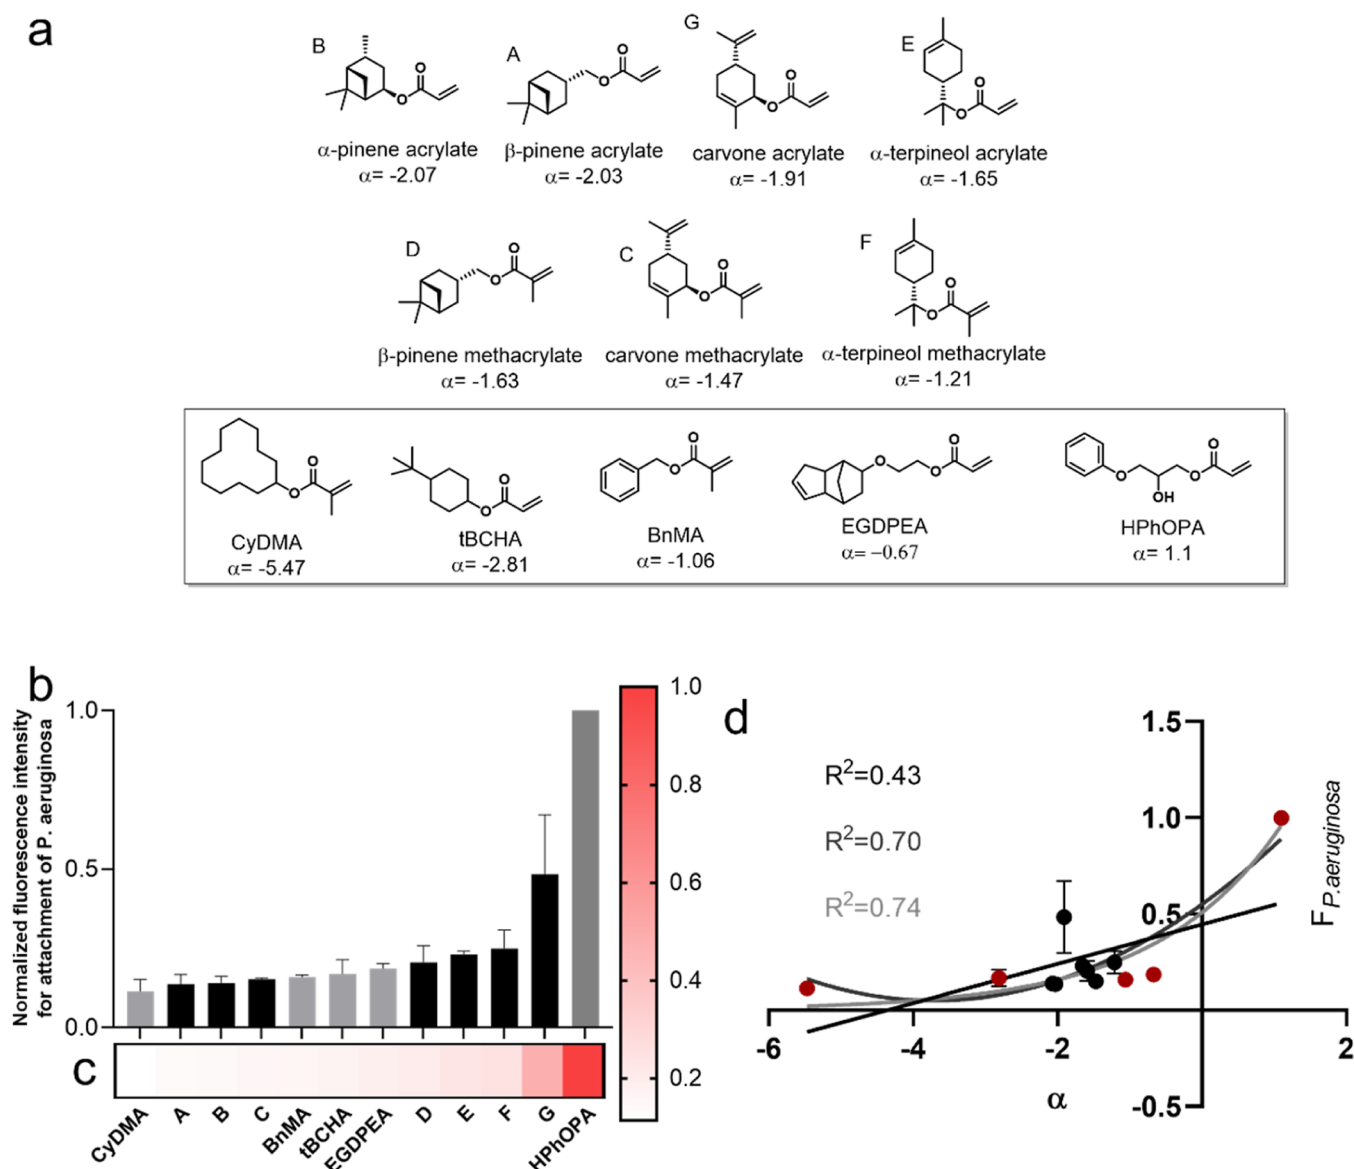 a
B
A
G
E
α-pinene acrylate
α= -2.07
β-pinene acrylate
α= -2.03
carvone acrylate
α= -1.91
α-terpineol acrylate
α= -1.65
D
C
F
β-pinene methacrylate
α= -1.63
carvone methacrylate
α= -1.47
α-terpineol methacrylate
α= -1.21
CyDMA
α= -5.47
tBCHA
α= -2.81
BnMA
α= -1.06
EGDPEA
α= −0.67
OH
HPhOPA
α= 1.1
b
Normalized fluorescence intensity
for attachment of P. aeruginosa
1.0
0.5
0.0
1.0
0.8
0.6
0.4
0.2
c
CyDMA
A
B
C
BnMA
tBCHA
EGDPEA
D
E
F
G
HPhOPA
d
R²=0.43
R²=0.70
R²=0.74
1.5
1.0
0.5
-0.5
-6
-4
-2
2
α
F P.aeruginosa